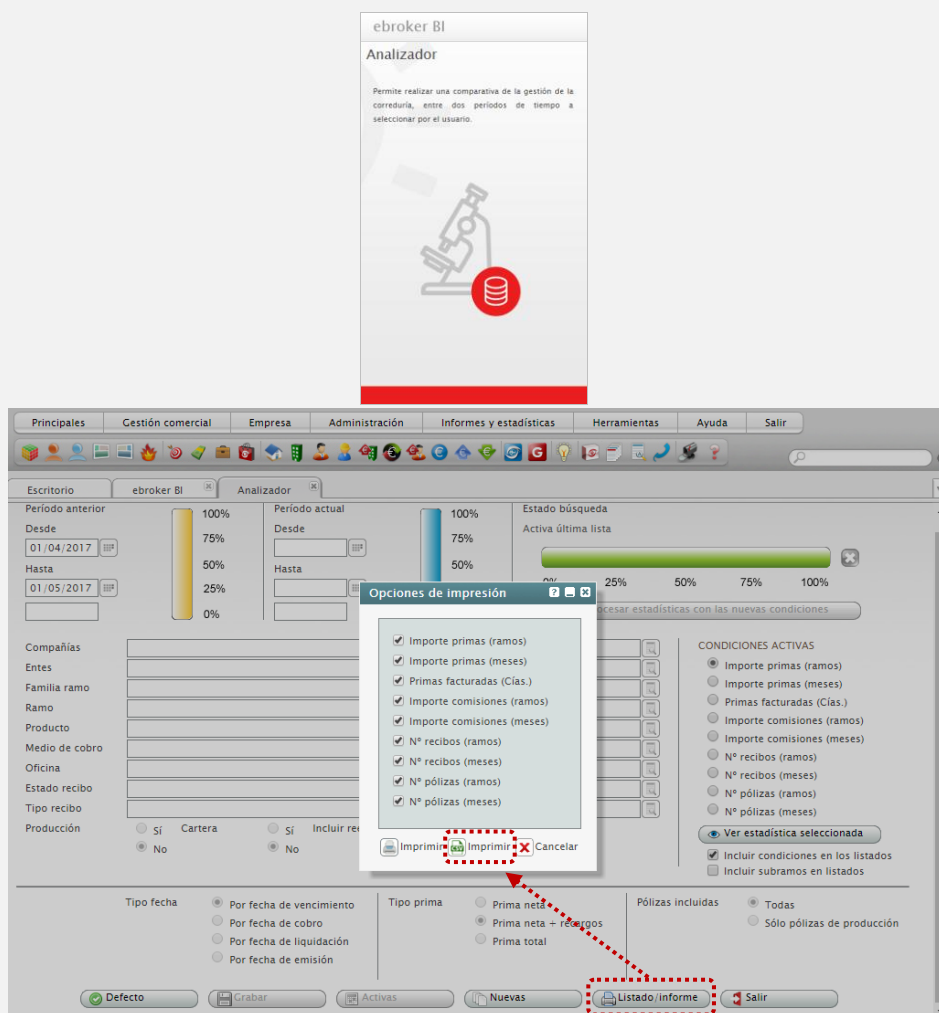 ebroker BI
Analizador
Permite realizar una comparativa de la gestión de la
correduría, entre dos períodos de tiempo a
seleccionar por el usuario.
Principales Gestión comercial Empresa Administración Informes y estadísticas Herramientas Ayuda Salir
Escritorio ebroker BI Analizador
Período anterior
Desde
01/04/2017
Hasta
01/05/2017
100%
75%
50%
25%
0%
Período actual
Desde
Hasta
100%
75%
50%
Estado búsqueda
Activa última lista
0% 25% 50% 75% 100%
ocesar estadísticas con las nuevas condiciones
Opciones de impresión
Importe primas (ramos)
Importe primas (meses)
Primas facturadas (Cías.)
Importe comisiones (ramos)
Importe comisiones (meses)
Nº recibos (ramos)
Nº recibos (meses)
Nº pólizas (ramos)
Nº pólizas (meses)
Imprimir CSV Imprimir Cancelar
Compañías
Entes
Familia ramo
Ramo
Producto
Medio de cobro
Oficina
Estado recibo
Tipo recibo
Producción Sí No
Cartera Sí No
Incluir rec
CONDICIONES ACTIVAS
Importe primas (ramos)
Importe primas (meses)
Primas facturadas (Cías.)
Importe comisiones (ramos)
Importe comisiones (meses)
Nº recibos (ramos)
Nº recibos (meses)
Nº pólizas (ramos)
Nº pólizas (meses)
Ver estadística seleccionada
Incluir condiciones en los listados
Incluir subramos en listados
Tipo fecha
Por fecha de vencimiento
Por fecha de cobro
Por fecha de liquidación
Por fecha de emisión
Tipo prima
Prima neta
Prima neta + recargos
Prima total
Pólizas incluidas
Todas
Sólo pólizas de producción
Defecto Grabar Activas Nuevas Listado/informe Salir